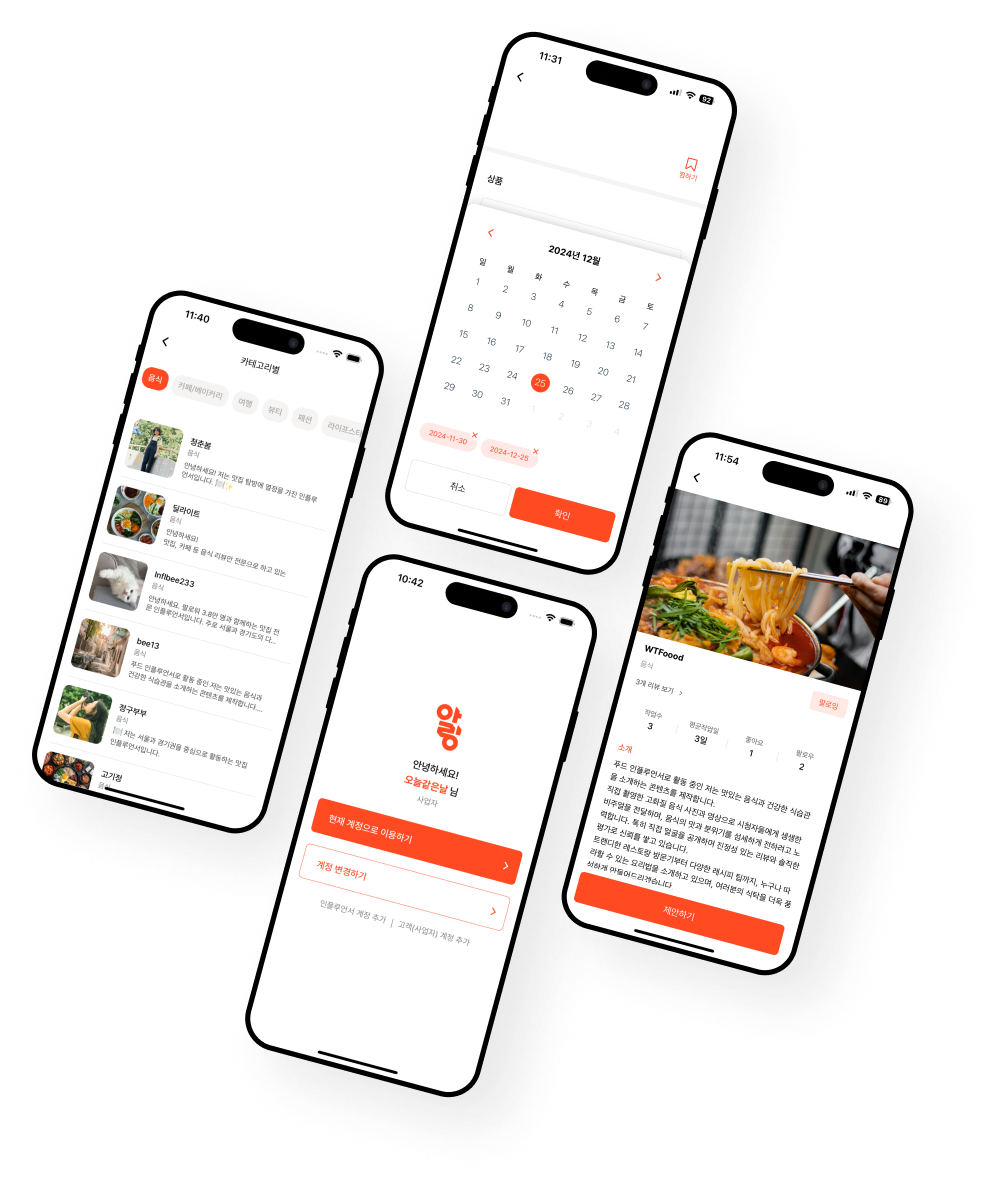 11:31
92
찜하기
상품
2024년 12월
일 월 화 수 목 금 토
1 2 3 4 5 6 7
8 9 10 11 12 13 14
15 16 17 18 19 20 21
22 23 24 25 26 27 28
29 30 31 1 2 3 4
2024-11-30 × 2024-12-25 ×
취소 확인
11:40
카테고리별
음식 카페/베이커리 여행 뷰티 패션 라이프스타
청춘봄
음식
안녕하세요! 저는 맛집 탐방에 열정을 가진 인플루
언서입니다. 🍽✨
딜라이트
음식
안녕하세요!
맛집, 카페 등 음식 리뷰만 전문으로 하고 있는
Inflbee233
음식
안녕하세요. 팔로워 3.8만 명과 함께하는 맛집 전
문 인플루언서입니다. 주로 서울과 경기도의 다...
bee13
음식
푸드 인플루언서로 활동 중인 저는 맛있는 음식과
건강한 식습관을 소개하는 콘텐츠를 제작합니다....
정구부부
음식
🍽 저는 서울과 경기권을 중심으로 활동하는 맛집
인플루언서입니다.
고기정
음식
10:42
알랑
안녕하세요!
오늘같은날 님
사업자
현재 계정으로 이용하기
계정 변경하기
인플루언서 계정 추가 | 고객(사업자) 계정 추가
11:54
89
WTFoood
음식
3개 리뷰 보기
팔로잉
작업수 평균작업일 좋아요 팔로우
3 3일 1 2
소개
푸드 인플루언서로 활동 중인 저는 맛있는 음식과 건강한 식습관
을 소개하는 콘텐츠를 제작합니다.
직접 촬영한 고화질 음식 사진과 영상으로 시청자들에게 생생한
비주얼을 전달하며, 음식의 맛과 분위기를 섬세하게 전하려고 노
력합니다. 특히 직접 얼굴을 공개하며 진정성 있는 리뷰와 솔직한
평가로 신뢰를 쌓고 있습니다.
트렌디한 레스토랑 방문기부터 다양한 래시피 팁까지, 누구나 따
라할 수 있는 요리법을 소개하고 있으며, 여러분의 식탁을 더욱 풍
성하게 만들어드리겠습니다
제안하기